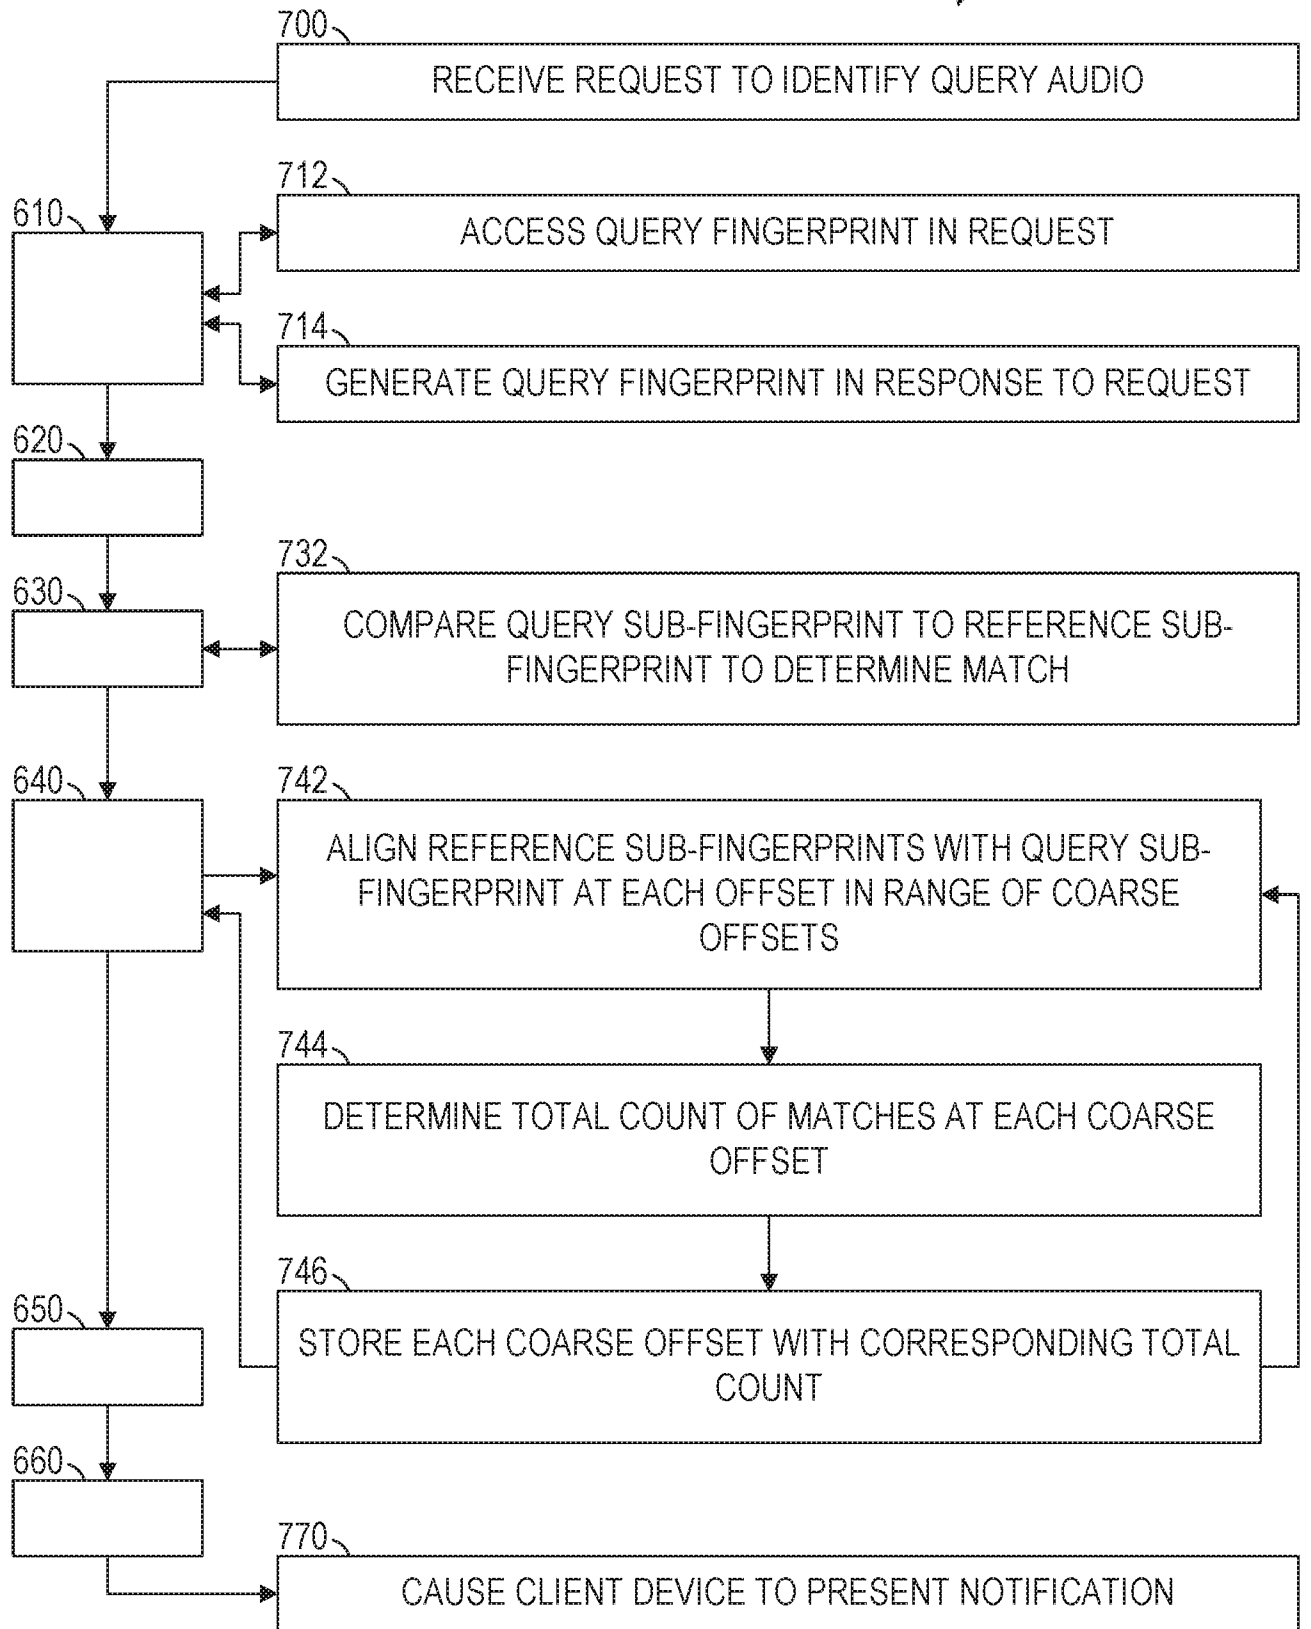 700
RECEIVE REQUEST TO IDENTIFY QUERY AUDIO
712
610
ACCESS QUERY FINGERPRINT IN REQUEST
714
GENERATE QUERY FINGERPRINT IN RESPONSE TO REQUEST
620
732
630
COMPARE QUERY SUB-FINGERPRINT TO REFERENCE SUB-
FINGERPRINT TO DETERMINE MATCH
640
742
ALIGN REFERENCE SUB-FINGERPRINTS WITH QUERY SUB-
FINGERPRINT AT EACH OFFSET IN RANGE OF COARSE
OFFSETS
744
DETERMINE TOTAL COUNT OF MATCHES AT EACH COARSE
OFFSET
746
650
STORE EACH COARSE OFFSET WITH CORRESPONDING TOTAL
COUNT
660
770
CAUSE CLIENT DEVICE TO PRESENT NOTIFICATION